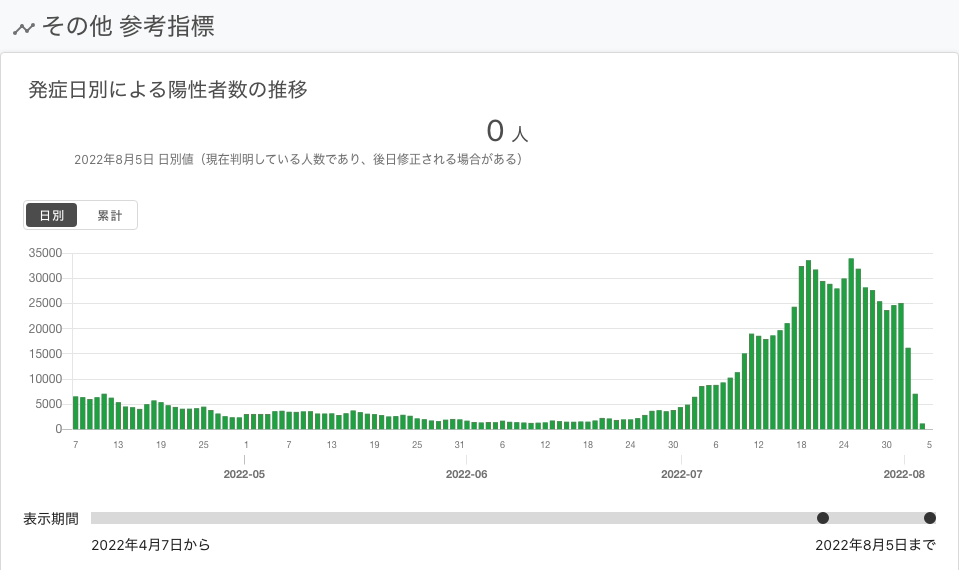 その他 参考指標
発症日別による陽性者数の推移
0 人
2022年8月5日 日別値（現在判明している人数であり、後日修正される場合がある）
日別 累計
35000
30000
25000
20000
15000
10000
5000
0
7 13 19 25 1 7 13 19 25 31 6 12 18 24 30 6 12 18 24 30 5
2022-05 2022-06 2022-07 2022-08
表示期間
2022年4月7日から 2022年8月5日まで